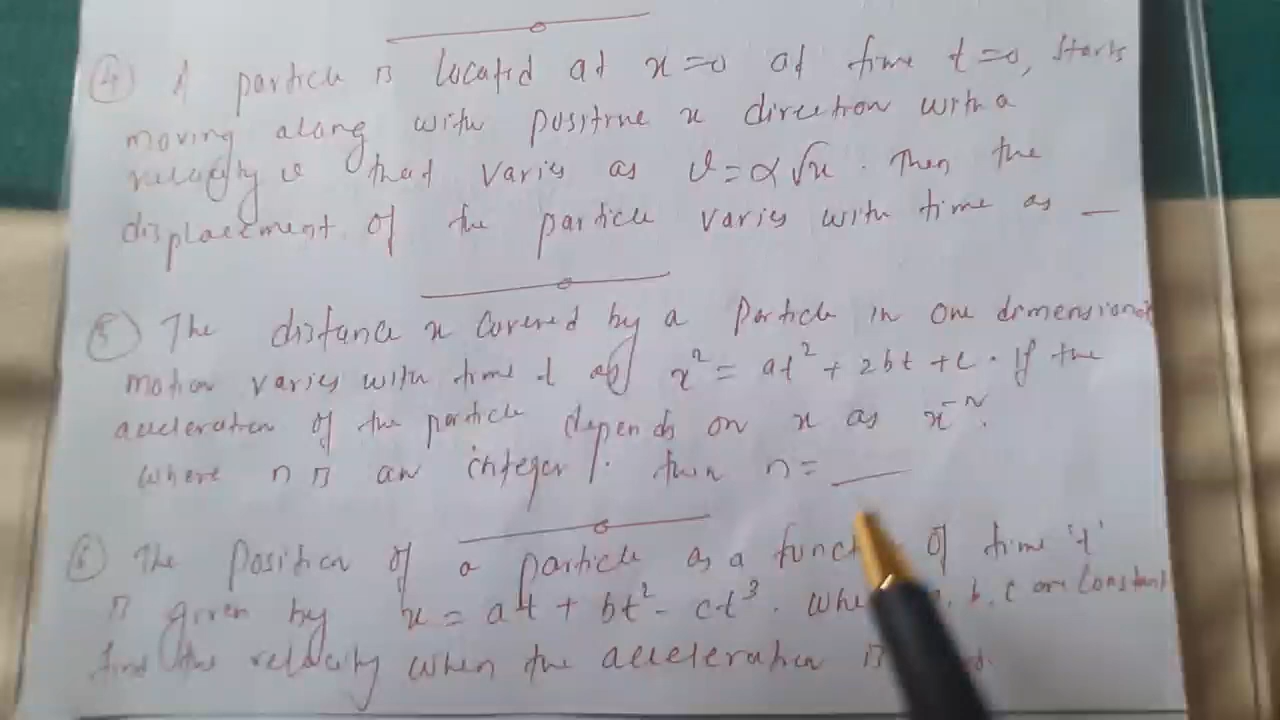 ④ A particle is located at x=0 at time t=0, starts
moving along with positive x direction with a
velocity v that varies as v=α√x. Then the
displacement of the particle varies with time as —
⑤ The distance x covered by a particle in one dimensional
motion varies with time t as x² = at² + 2bt + c. If the
acceleration of the particle depends on x as x⁻ⁿ.
where n is an integer. then n= __
⑥ The position of a particle as a function of time 't'
is given by x = at + bt² - ct³. b, c are constant
find the velocity when the acceleration is